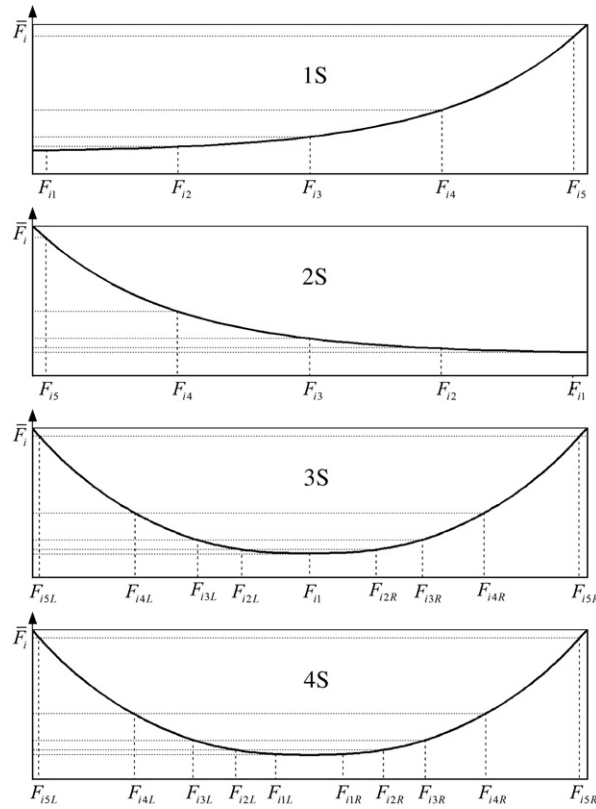 F̅i
1S
Fi1 Fi2 Fi3 Fi4 Fi5
F̅i
2S
Fi5 Fi4 Fi3 Fi2 Fi1
F̅i
3S
Fi5L Fi4L Fi3L Fi2L Fi1 Fi2R Fi3R Fi4R Fi5R
F̅i
4S
Fi5L Fi4L Fi3L Fi2L Fi1L Fi1R Fi2R Fi3R Fi4R Fi5R